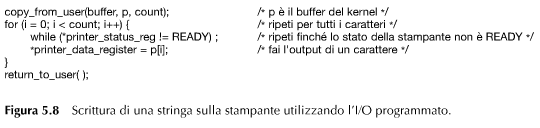 copy_from_user(buffer, p, count); /* p è il buffer del kernel */
for (i = 0; i < count; i++) { /* ripeti per tutti i caratteri */
while (*printer_status_reg != READY) ; /* ripeti finché lo stato della stampante non è READY */
*printer_data_register = p[i]; /* fai l'output di un carattere */
}
return_to_user( );
Figura 5.8 Scrittura di una stringa sulla stampante utilizzando l'I/O programmato.